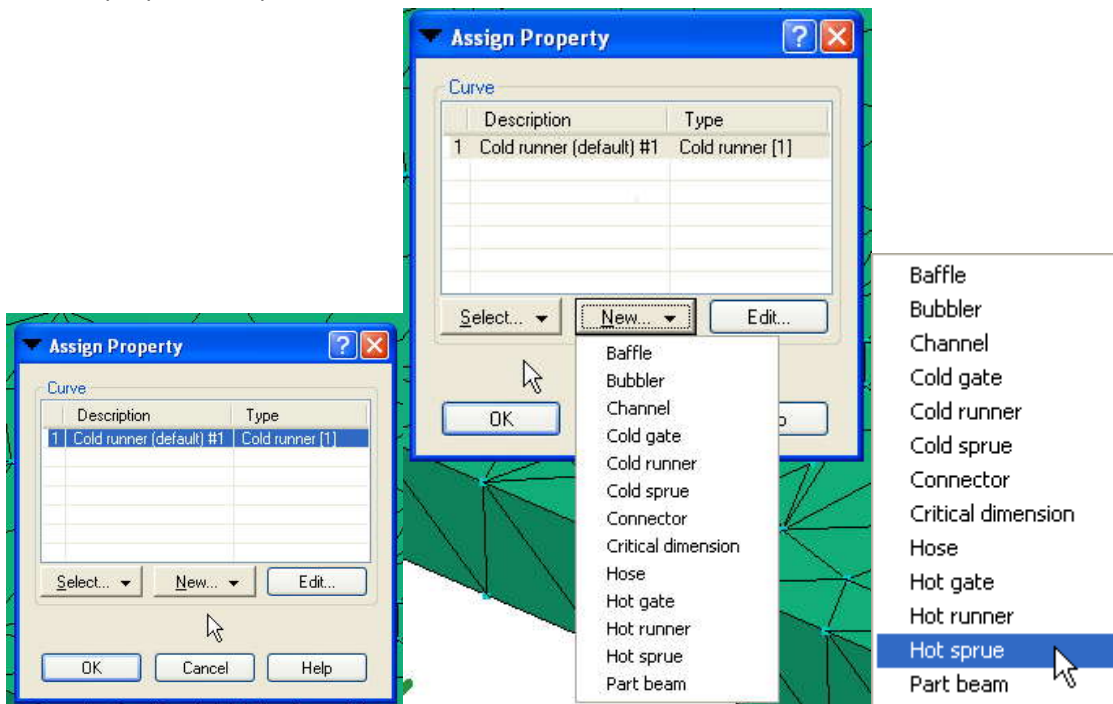 Assign Property
Curve
Description Type
1 Cold runner (default) #1 Cold runner [1]
Select... New... Edit...
OK Cancel Help
Assign Property
Curve
Description Type
1 Cold runner (default) #1 Cold runner [1]
Select... New... Edit...
OK
Baffle
Bubbler
Channel
Cold gate
Cold runner
Cold sprue
Connector
Critical dimension
Hose
Hot gate
Hot runner
Hot sprue
Part beam
Baffle
Bubbler
Channel
Cold gate
Cold runner
Cold sprue
Connector
Critical dimension
Hose
Hot gate
Hot runner
Hot sprue
Part beam